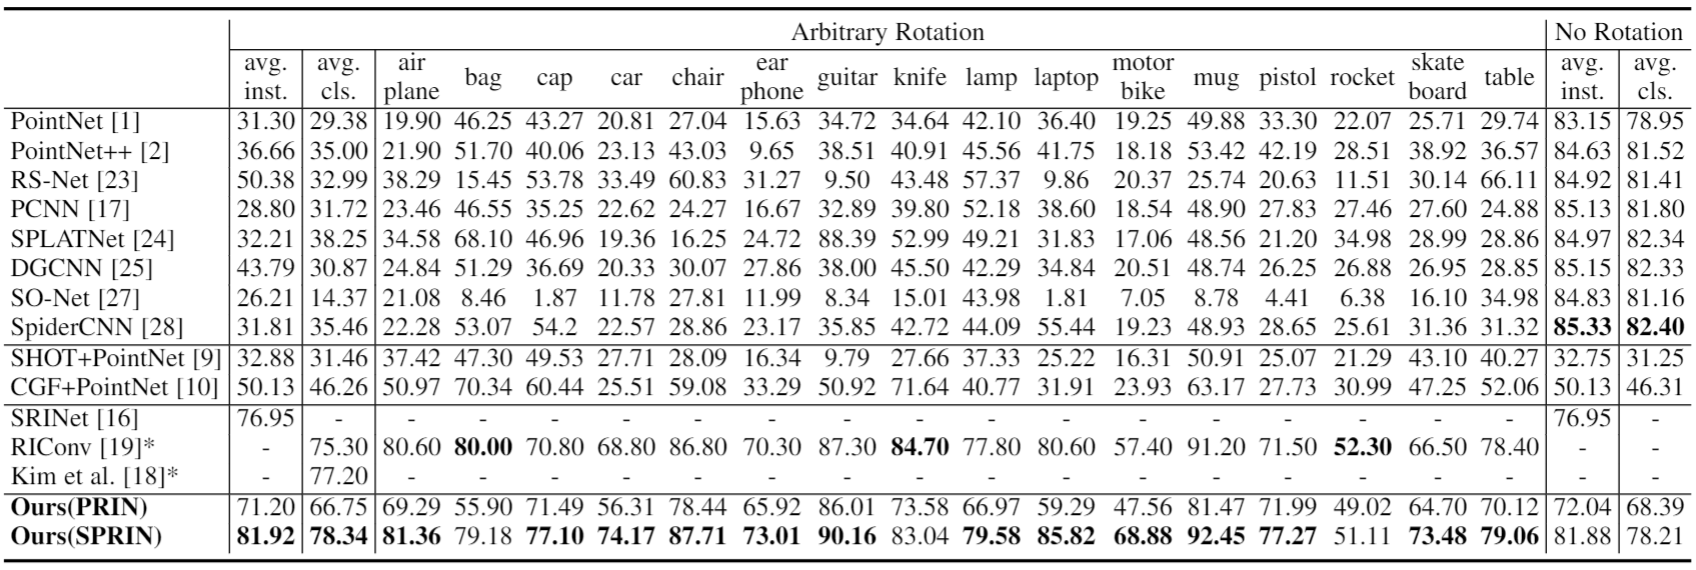 Arbitrary Rotation No Rotation
avg. inst. avg. cls. air plane bag cap car chair ear phone guitar knife lamp laptop motor bike mug pistol rocket skate board table avg. inst. avg. cls.
PointNet [1] 31.30 29.38 19.90 46.25 43.27 20.81 27.04 15.63 34.72 34.64 42.10 36.40 19.25 49.88 33.30 22.07 25.71 29.74 83.15 78.95
PointNet++ [2] 36.66 35.00 21.90 51.70 40.06 23.13 43.03 9.65 38.51 40.91 45.56 41.75 18.18 53.42 42.19 28.51 38.92 36.57 84.63 81.52
RS-Net [23] 50.38 32.99 38.29 15.45 53.78 33.49 60.83 31.27 9.50 43.48 57.37 9.86 20.37 25.74 20.63 11.51 30.14 66.11 84.92 81.41
PCNN [17] 28.80 31.72 23.46 46.55 35.25 22.62 24.27 16.67 32.89 39.80 52.18 38.60 18.54 48.90 27.83 27.46 27.60 24.88 85.13 81.80
SPLATNet [24] 32.21 38.25 34.58 68.10 46.96 19.36 16.25 24.72 88.39 52.99 49.21 31.83 17.06 48.56 21.20 34.98 28.99 28.86 84.97 82.34
DGCNN [25] 43.79 30.87 24.84 51.29 36.69 20.33 30.07 27.86 38.00 45.50 42.29 34.84 20.51 48.74 26.25 26.88 26.95 28.85 85.15 82.33
SO-Net [27] 26.21 14.37 21.08 8.46 1.87 11.78 27.81 11.99 8.34 15.01 43.98 1.81 7.05 8.78 4.41 6.38 16.10 34.98 84.83 81.16
SpiderCNN [28] 31.81 35.46 22.28 53.07 54.2 22.57 28.86 23.17 35.85 42.72 44.09 55.44 19.23 48.93 28.65 25.61 31.36 31.32 85.33 82.40
SHOT+PointNet [9] 32.88 31.46 37.42 47.30 49.53 27.71 28.09 16.34 9.79 27.66 37.33 25.22 16.31 50.91 25.07 21.29 43.10 40.27 32.75 31.25
CGF+PointNet [10] 50.13 46.26 50.97 70.34 60.44 25.51 59.08 33.29 50.92 71.64 40.77 31.91 23.93 63.17 27.73 30.99 47.25 52.06 50.13 46.31
SRINet [16] 76.95 - - - - - - - - - - - - - - - - - 76.95 -
RIConv [19]* - 75.30 80.60 80.00 70.80 68.80 86.80 70.30 87.30 84.70 77.80 80.60 57.40 91.20 71.50 52.30 66.50 78.40 - -
Kim et al. [18]* - 77.20 - - - - - - - - - - - - - - - - - -
Ours(PRIN) 71.20 66.75 69.29 55.90 71.49 56.31 78.44 65.92 86.01 73.58 66.97 59.29 47.56 81.47 71.99 49.02 64.70 70.12 72.04 68.39
Ours(SPRIN) 81.92 78.34 81.36 79.18 77.10 74.17 87.71 73.01 90.16 83.04 79.58 85.82 68.88 92.45 77.27 51.11 73.48 79.06 81.88 78.21